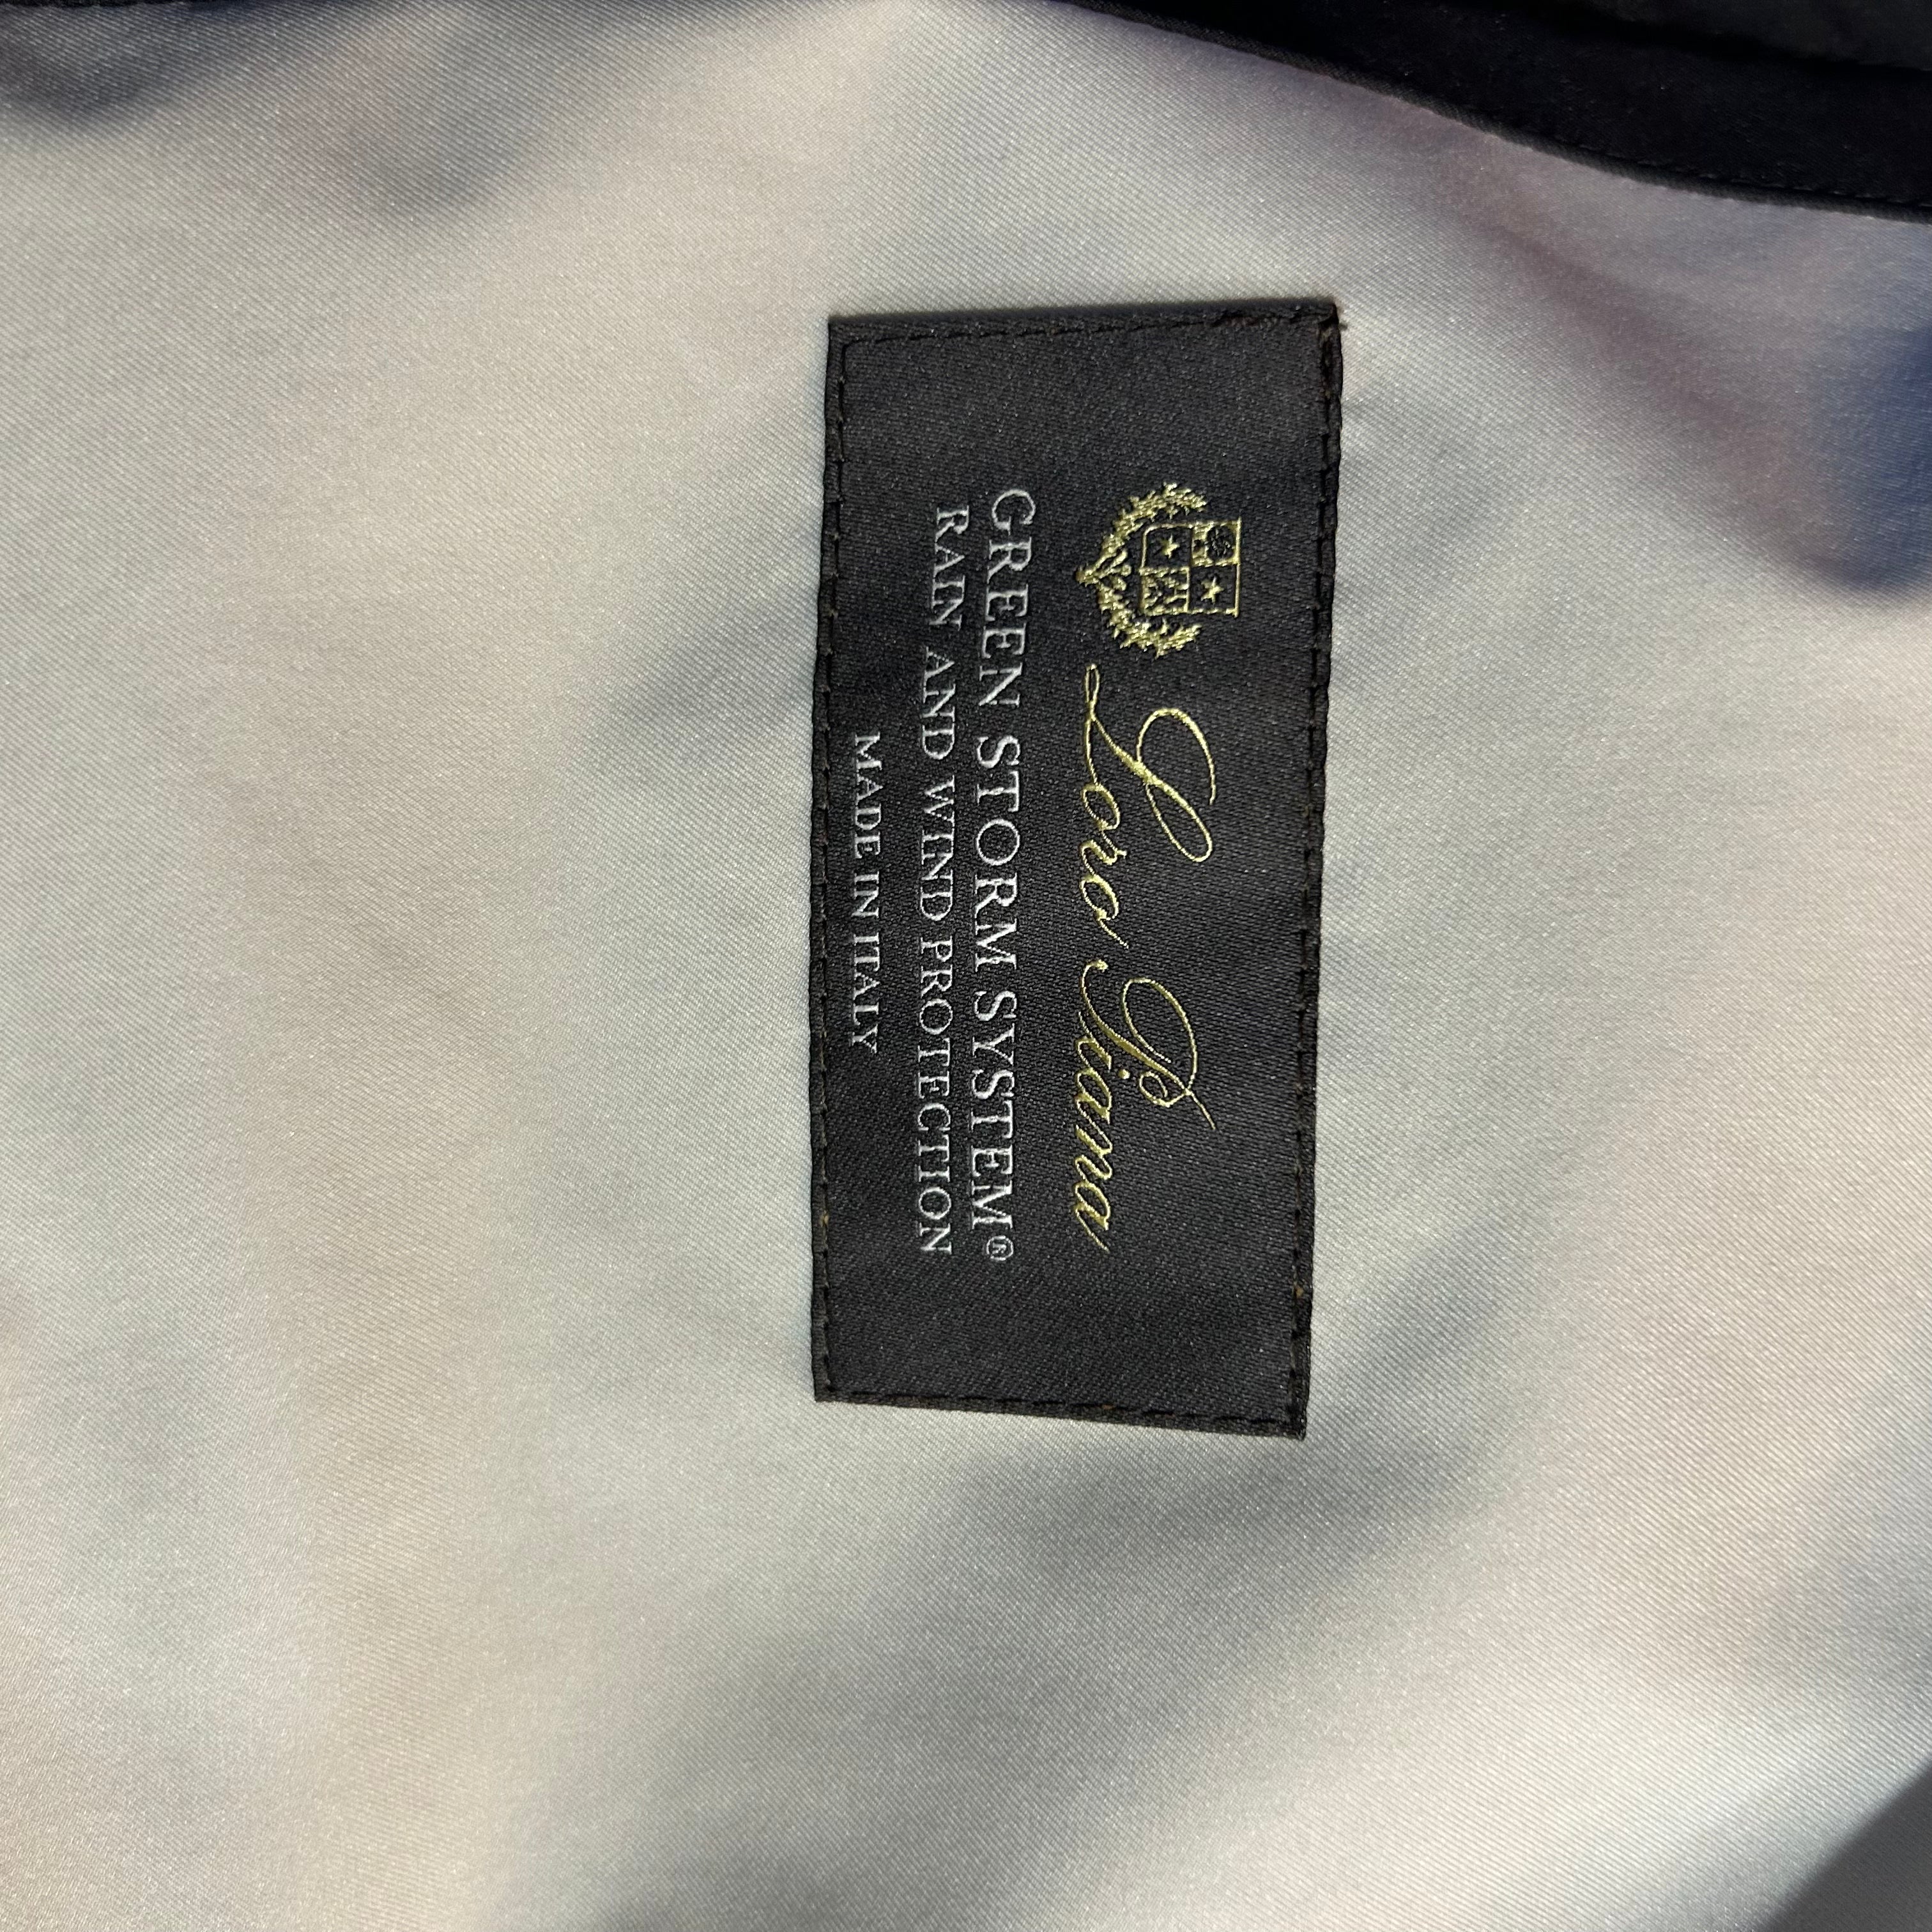 Loro Piana
GREEN STORM SYSTEM®
RAIN AND WIND PROTECTION
MADE IN ITALY